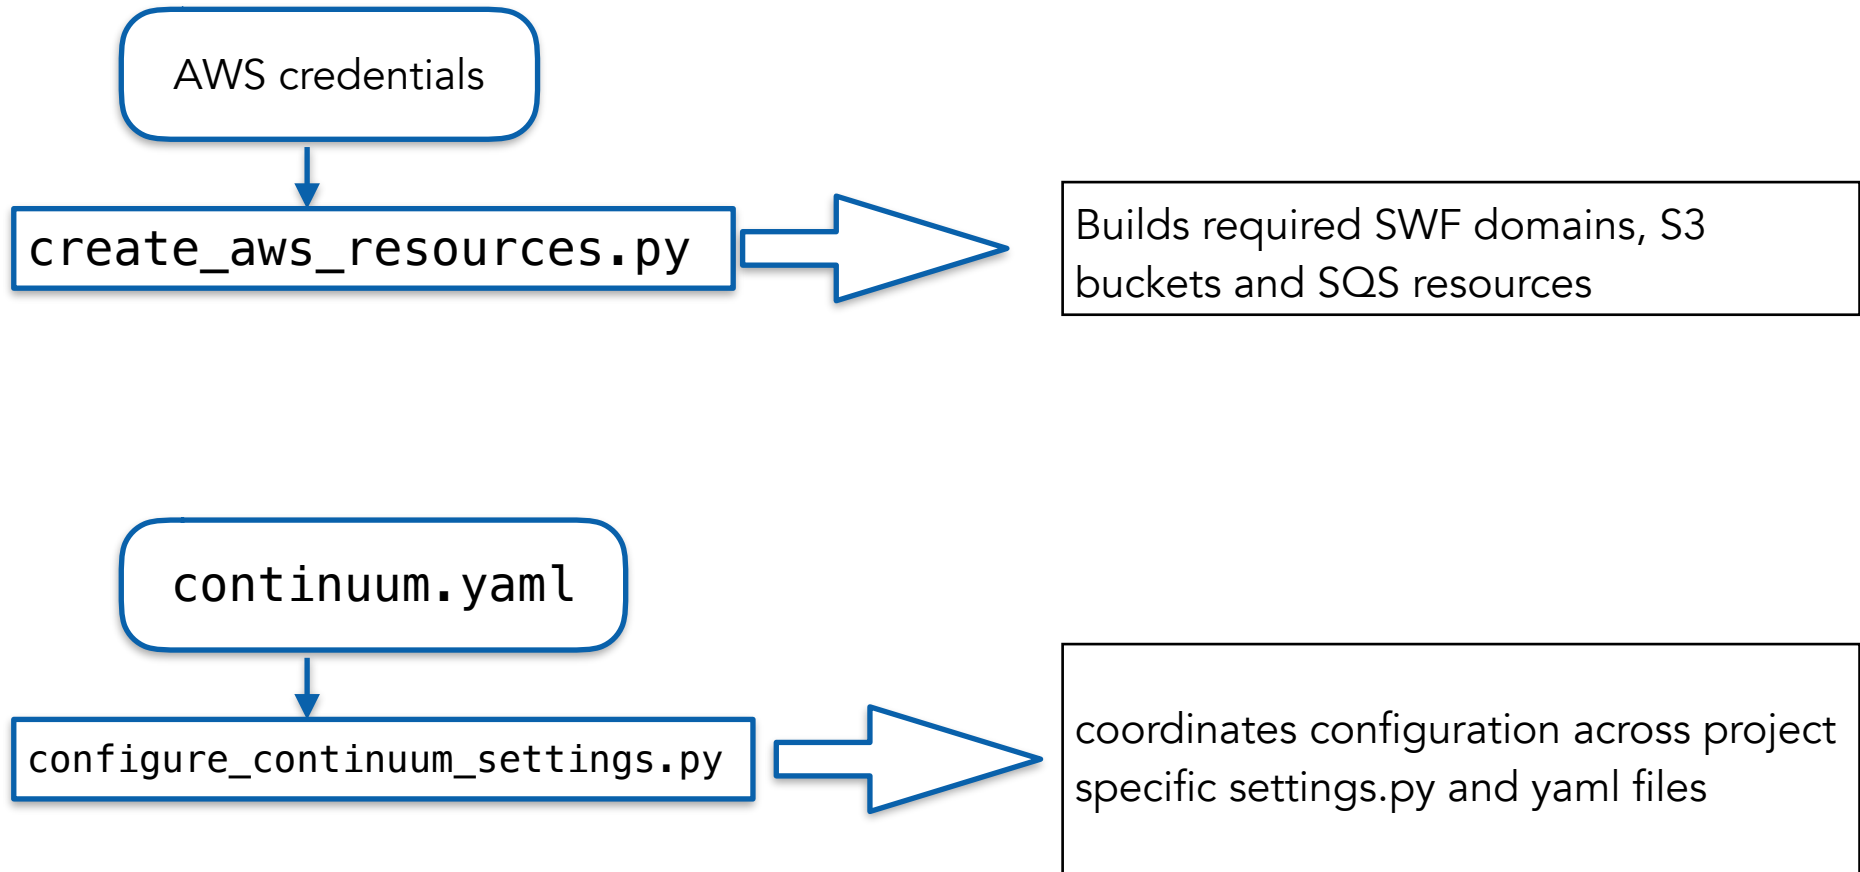 AWS credentials
create_aws_resources.py
Builds required SWF domains, S3
buckets and SQS resources
continuum.yaml
configure_continuum_settings.py
coordinates configuration across project
specific settings.py and yaml files